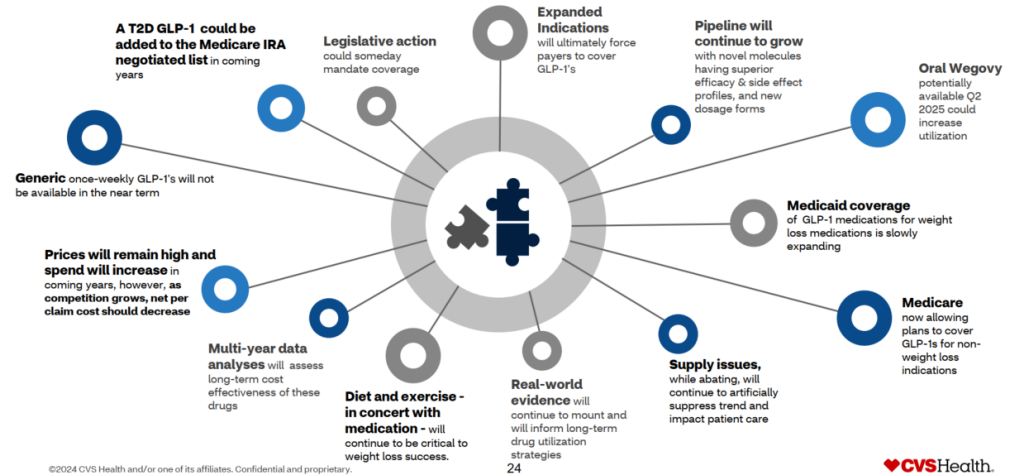 A T2D GLP-1 could be
added to the Medicare IRA
negotiated list in coming
years
Legislative action
could someday
mandate coverage
Expanded
Indications
will ultimately force
payers to cover
GLP-1's
Pipeline will
continue to grow
with novel molecules
having superior
efficacy & side effect
profiles, and new
dosage forms
Oral Wegovy
potentially
available Q2
2025 could
increase
utilization
Generic once-weekly GLP-1's will not
be available in the near term
Medicaid coverage
of GLP-1 medications for weight
loss medications is slowly
expanding
Prices will remain high and
spend will increase in
coming years, however, as
competition grows, net per
claim cost should decrease
Medicare
now allowing
plans to cover
GLP-1s for non-
weight loss
indications
Multi-year data
analyses will assess
long-term cost
effectiveness of these
drugs
Diet and exercise -
in concert with
medication - will
continue to be critical to
weight loss success.
Real-world
evidence will
continue to mount and
will inform long-term
drug utilization
strategies
Supply issues,
while abating, will
continue to artificially
suppress trend and
impact patient care
©2024 CVS Health and/or one of its affiliates. Confidential and proprietary.
24
CVSHealth.